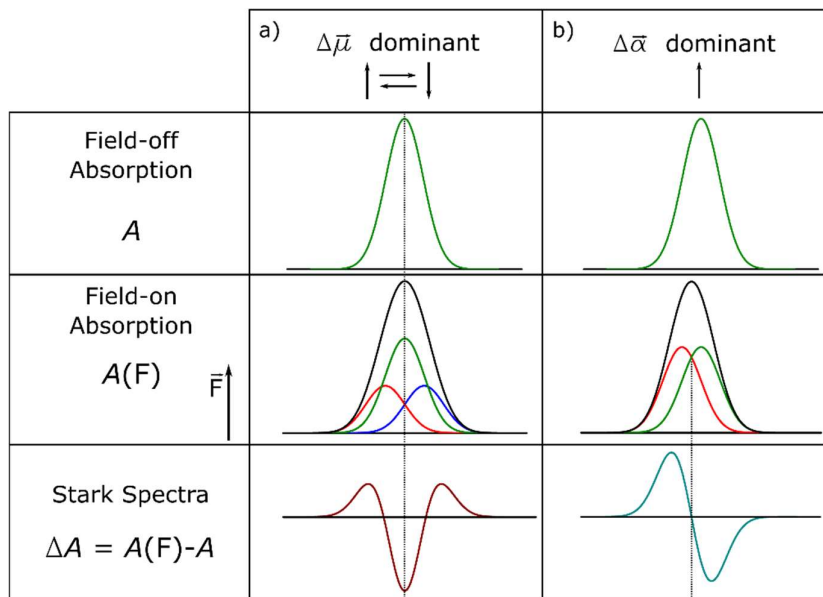 a)
Δμ⃗ dominant
b)
Δα⃗ dominant
Field-off
Absorption
A
Field-on
Absorption
A(F)
F⃗
Stark Spectra
ΔA = A(F)-A